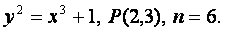 y² = x³ + 1, P(2,3), n = 6.